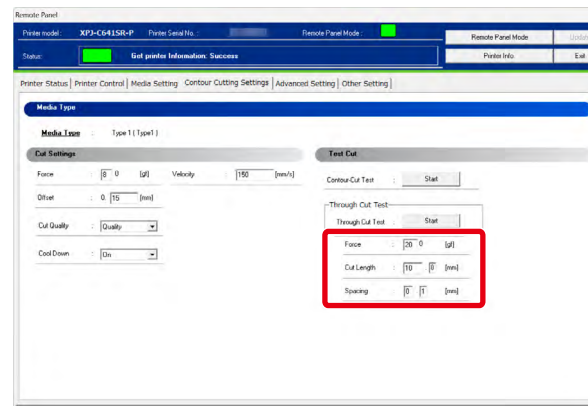 Remote Panel
Printer model : XPJ-C641SR-P Printer Serial No. : Remote Panel Mode : Remote Panel Mode Update
Status: Get printer Information: Success Printer Info. Exit
Printer Status Printer Control Media Setting Contour Cutting Settings Advanced Setting Other Setting
Media Type
Media Type : Type 1 ( Type1 )
Cut Settings Test Cut
Force : 8 0 [gf] Velocity : 150 [mm/s] Contour-Cut Test : Start
Offset : 0. 15 [mm] Through Cut Test
Cut Quality : Quality Through Cut Test : Start
Cool Down : On Force : 20 0 [gf]
Cut Length : 10 . 0 [mm]
Spacing : 0 . 1 [mm]